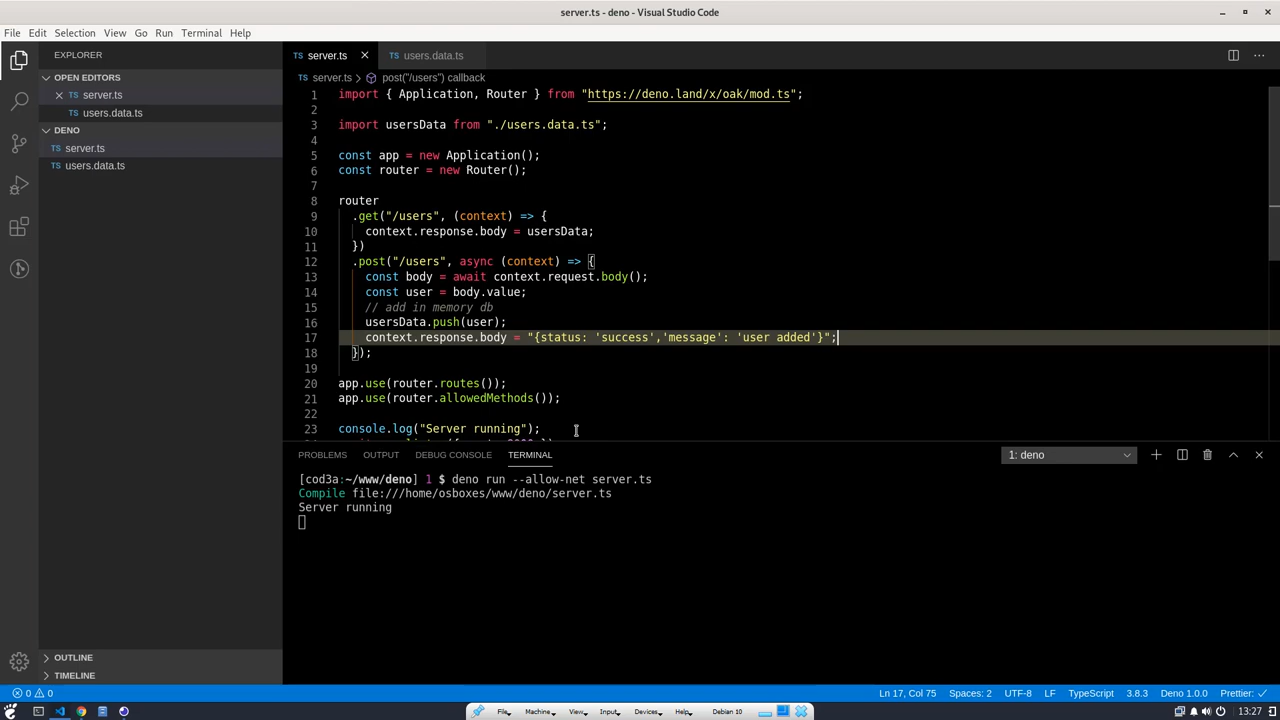 server.ts - deno - Visual Studio Code
File Edit Selection View Go Run Terminal Help
EXPLORER
OPEN EDITORS
server.ts
users.data.ts
DENO
server.ts
users.data.ts
OUTLINE
TIMELINE
TS server.ts
TS users.data.ts
TS server.ts post("/users") callback
1 import { Application, Router } from "https://deno.land/x/oak/mod.ts";
2
3 import usersData from "./users.data.ts";
4
5 const app = new Application();
6 const router = new Router();
7
8 router
9 .get("/users", (context) => {
10 context.response.body = usersData;
11 })
12 .post("/users", async (context) => {
13 const body = await context.request.body();
14 const user = body.value;
15 // add in memory db
16 usersData.push(user);
17 context.response.body = "{status: 'success','message': 'user added'}";
18 });
19
20 app.use(router.routes());
21 app.use(router.allowedMethods());
22
23 console.log("Server running");
PROBLEMS OUTPUT DEBUG CONSOLE TERMINAL
1: deno
[cod3a:~/www/deno] 1 $ deno run --allow-net server.ts
Compile file:///home/osboxes/www/deno/server.ts
Server running
0 0
Ln 17, Col 75 Spaces: 2 UTF-8 LF TypeScript 3.8.3 Deno 1.0.0 Prettier: ✓
File Machine View Input Devices Help Debian 10
13:27